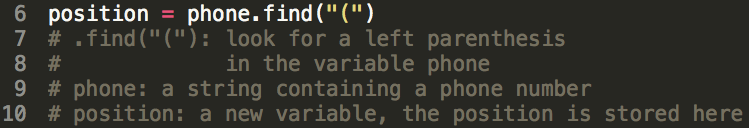 6 position = phone.find("(")
7 # .find("("): look for a left parenthesis
8 #             in the variable phone
9 # phone: a string containing a phone number
10 # position: a new variable, the position is stored here